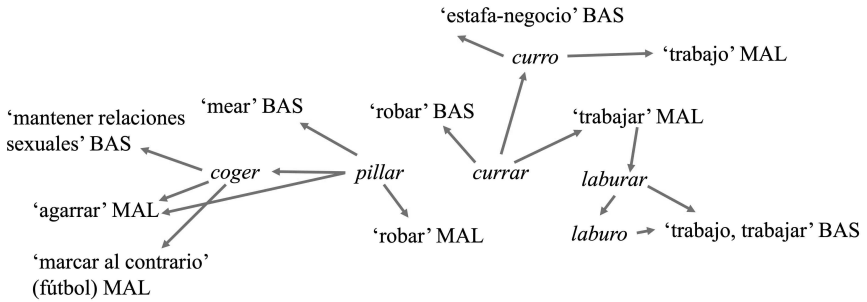 ‘estafa-negocio’ BAS
curro
‘trabajo’ MAL
‘mantener relaciones
sexuales’ BAS
‘mear’ BAS
‘robar’ BAS
‘trabajar’ MAL
coger
pillar
currar
laburar
‘agarrar’ MAL
‘robar’ MAL
laburo
‘trabajo, trabajar’ BAS
‘marcar al contrario’
(fútbol) MAL